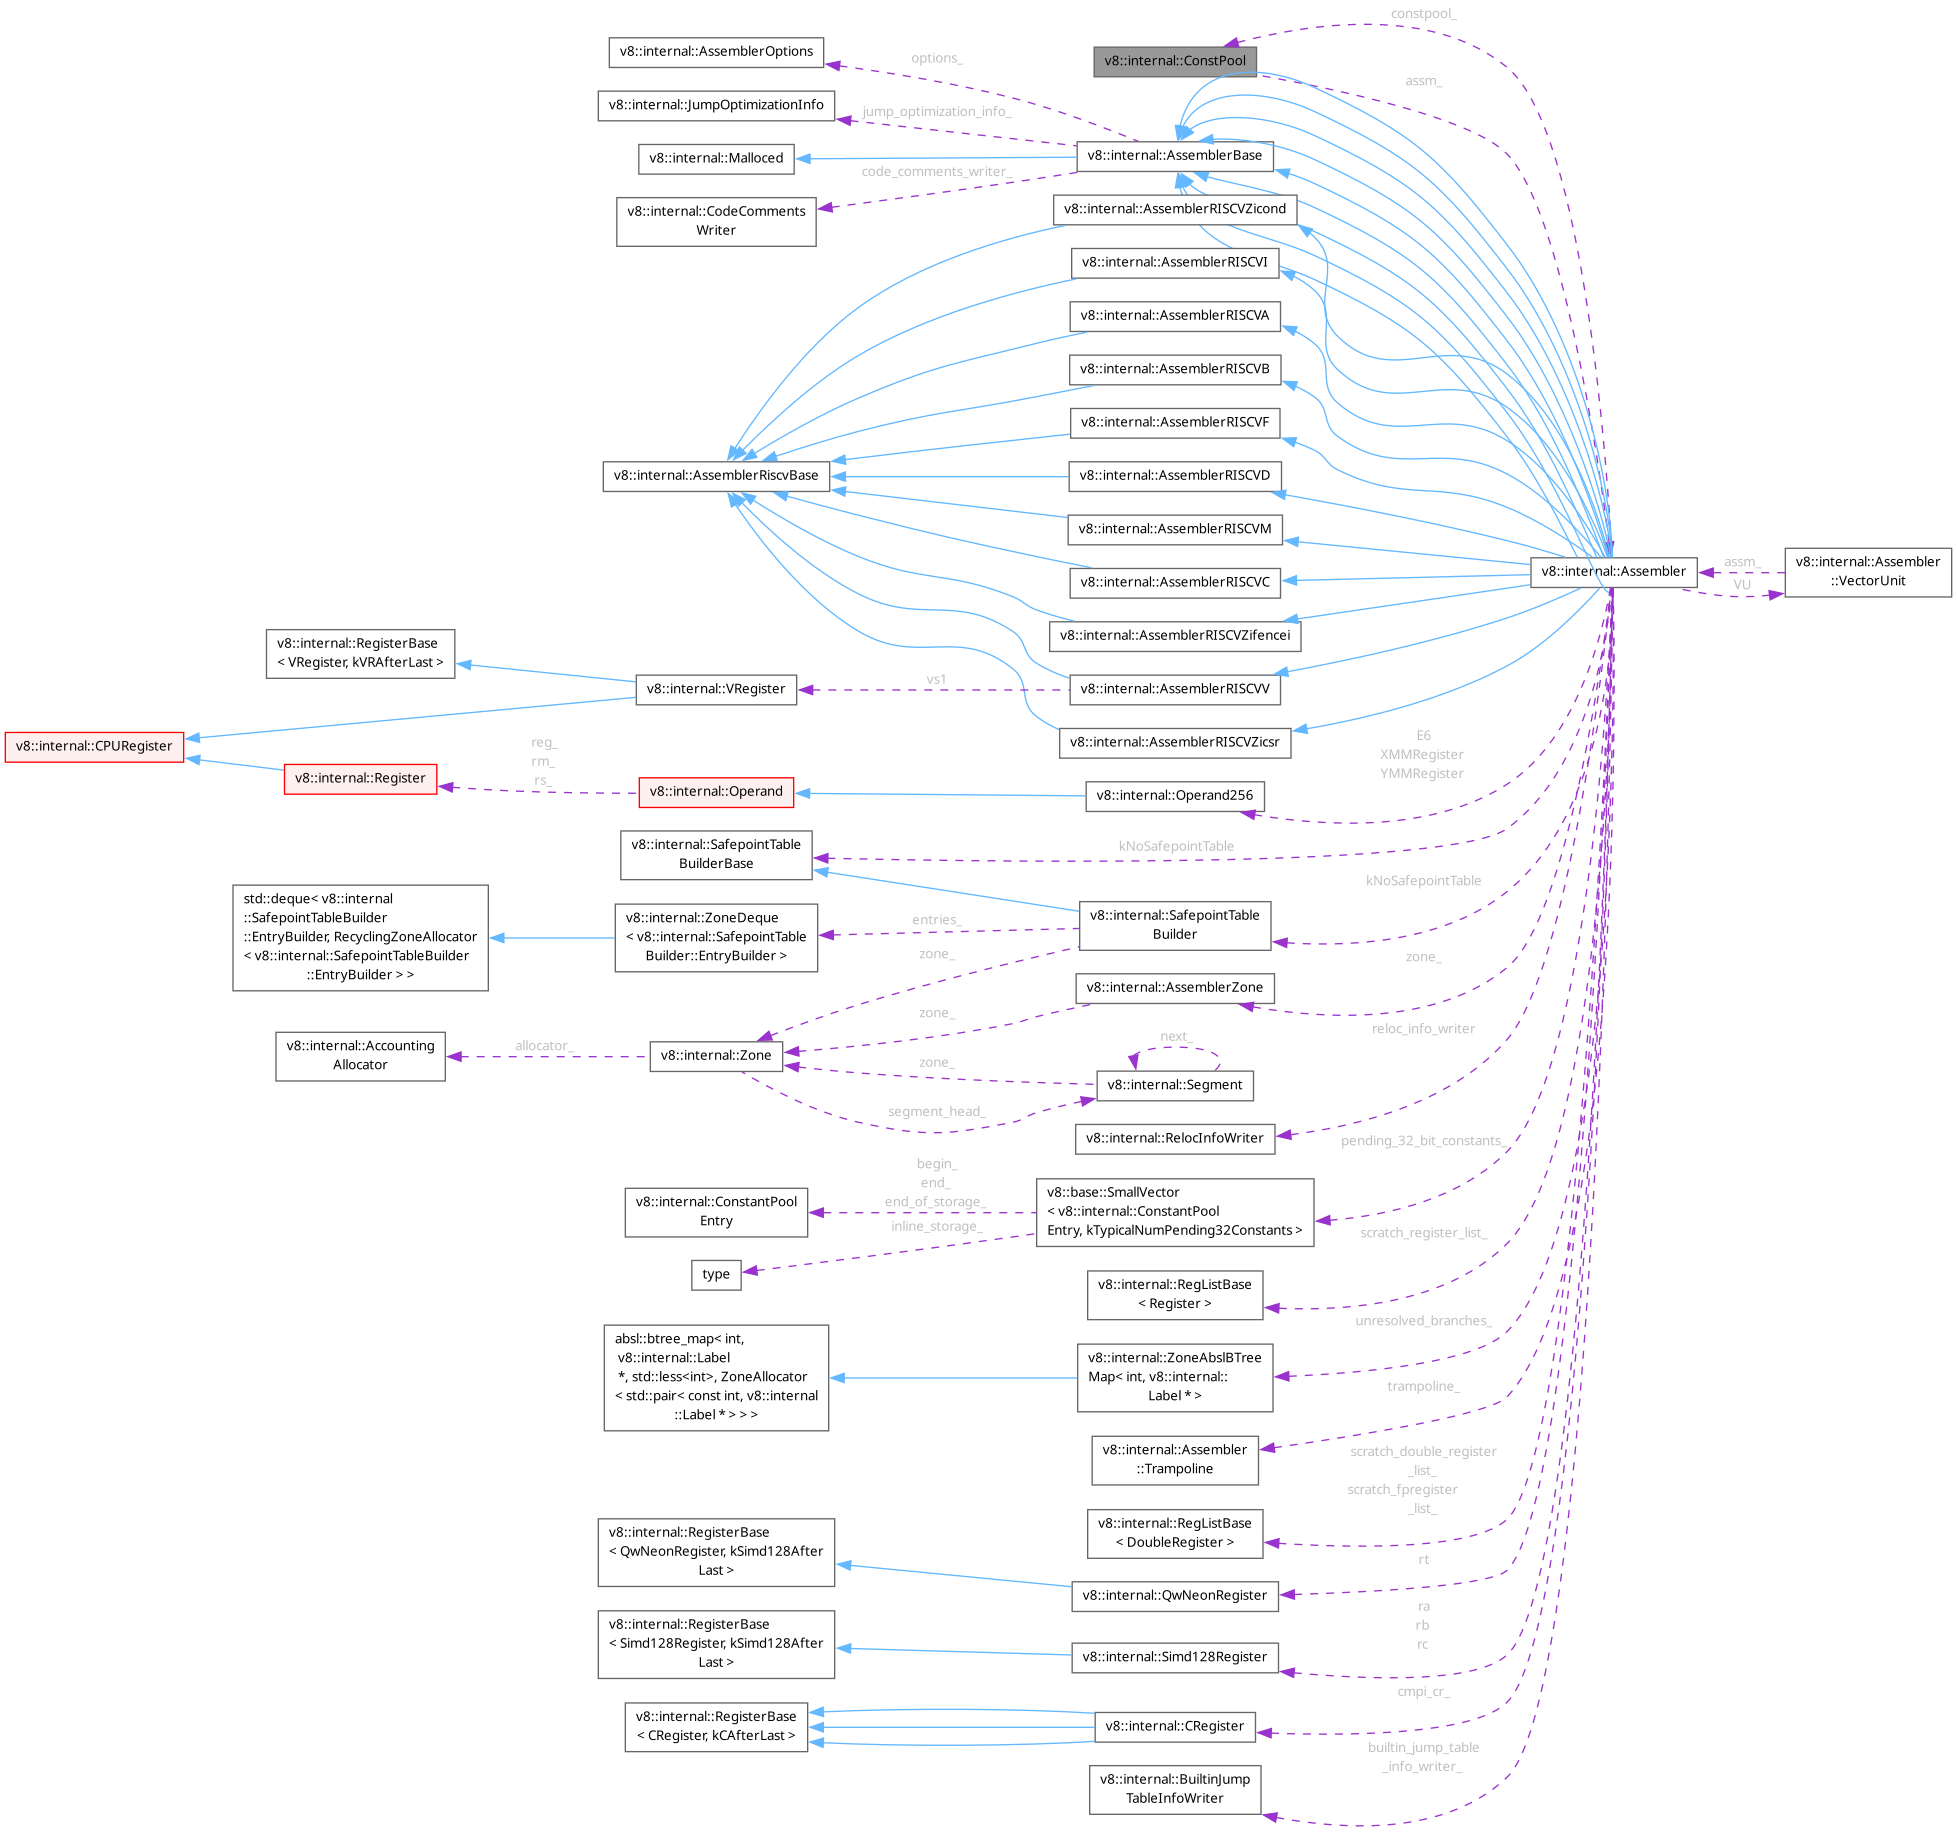 constpool_
v8::internal::AssemblerOptions
options_
v8::internal::ConstPool
assm_
v8::internal::JumpOptimizationInfo
jump_optimization_info_
v8::internal::Malloced
v8::internal::AssemblerBase
code_comments_writer_
v8::internal::CodeComments
Writer
v8::internal::AssemblerRISCVZicond
v8::internal::AssemblerRISCVI
v8::internal::AssemblerRISCVA
v8::internal::AssemblerRISCVB
v8::internal::AssemblerRISCVF
v8::internal::AssemblerRiscvBase
v8::internal::AssemblerRISCVD
v8::internal::AssemblerRISCVM
v8::internal::AssemblerRISCVC
v8::internal::Assembler
assm_
VU
v8::internal::Assembler
::VectorUnit
v8::internal::AssemblerRISCVZifencei
v8::internal::RegisterBase
< VRegister, kVRAfterLast >
v8::internal::VRegister
vs1
v8::internal::AssemblerRISCVV
v8::internal::AssemblerRISCVZicsr
v8::internal::CPURegister
v8::internal::Register
reg_
rm_
rs_
v8::internal::Operand
v8::internal::Operand256
E6
XMMRegister
YMMRegister
v8::internal::SafepointTable
BuilderBase
kNoSafepointTable
std::deque< v8::internal
::SafepointTableBuilder
::EntryBuilder, RecyclingZoneAllocator
< v8::internal::SafepointTableBuilder
::EntryBuilder > >
v8::internal::ZoneDeque
< v8::internal::SafepointTable
Builder::EntryBuilder >
entries_
zone_
v8::internal::SafepointTable
Builder
kNoSafepointTable
v8::internal::AssemblerZone
zone_
zone_
v8::internal::Accounting
Allocator
allocator_
v8::internal::Zone
zone_
segment_head_
next_
v8::internal::Segment
reloc_info_writer
v8::internal::RelocInfoWriter
pending_32_bit_constants_
v8::internal::ConstantPool
Entry
begin_
end_
end_of_storage_
inline_storage_
v8::base::SmallVector
< v8::internal::ConstantPool
Entry, kTypicalNumPending32Constants >
type
scratch_register_list_
v8::internal::RegListBase
< Register >
unresolved_branches_
absl::btree_map< int,
v8::internal::Label
*, std::less<int>, ZoneAllocator
< std::pair< const int, v8::internal
::Label * > > >
v8::internal::ZoneAbslBTree
Map< int, v8::internal::
Label * >
trampoline_
v8::internal::Assembler
::Trampoline
scratch_double_register
_list_
scratch_fpregister
_list_
v8::internal::RegListBase
< DoubleRegister >
v8::internal::RegisterBase
< QwNeonRegister, kSimd128After
Last >
rt
v8::internal::QwNeonRegister
v8::internal::RegisterBase
< Simd128Register, kSimd128After
Last >
ra
rb
rc
v8::internal::Simd128Register
cmpi_cr_
v8::internal::RegisterBase
< CRegister, kCAfterLast >
v8::internal::CRegister
builtin_jump_table
_info_writer_
v8::internal::BuiltinJump
TableInfoWriter